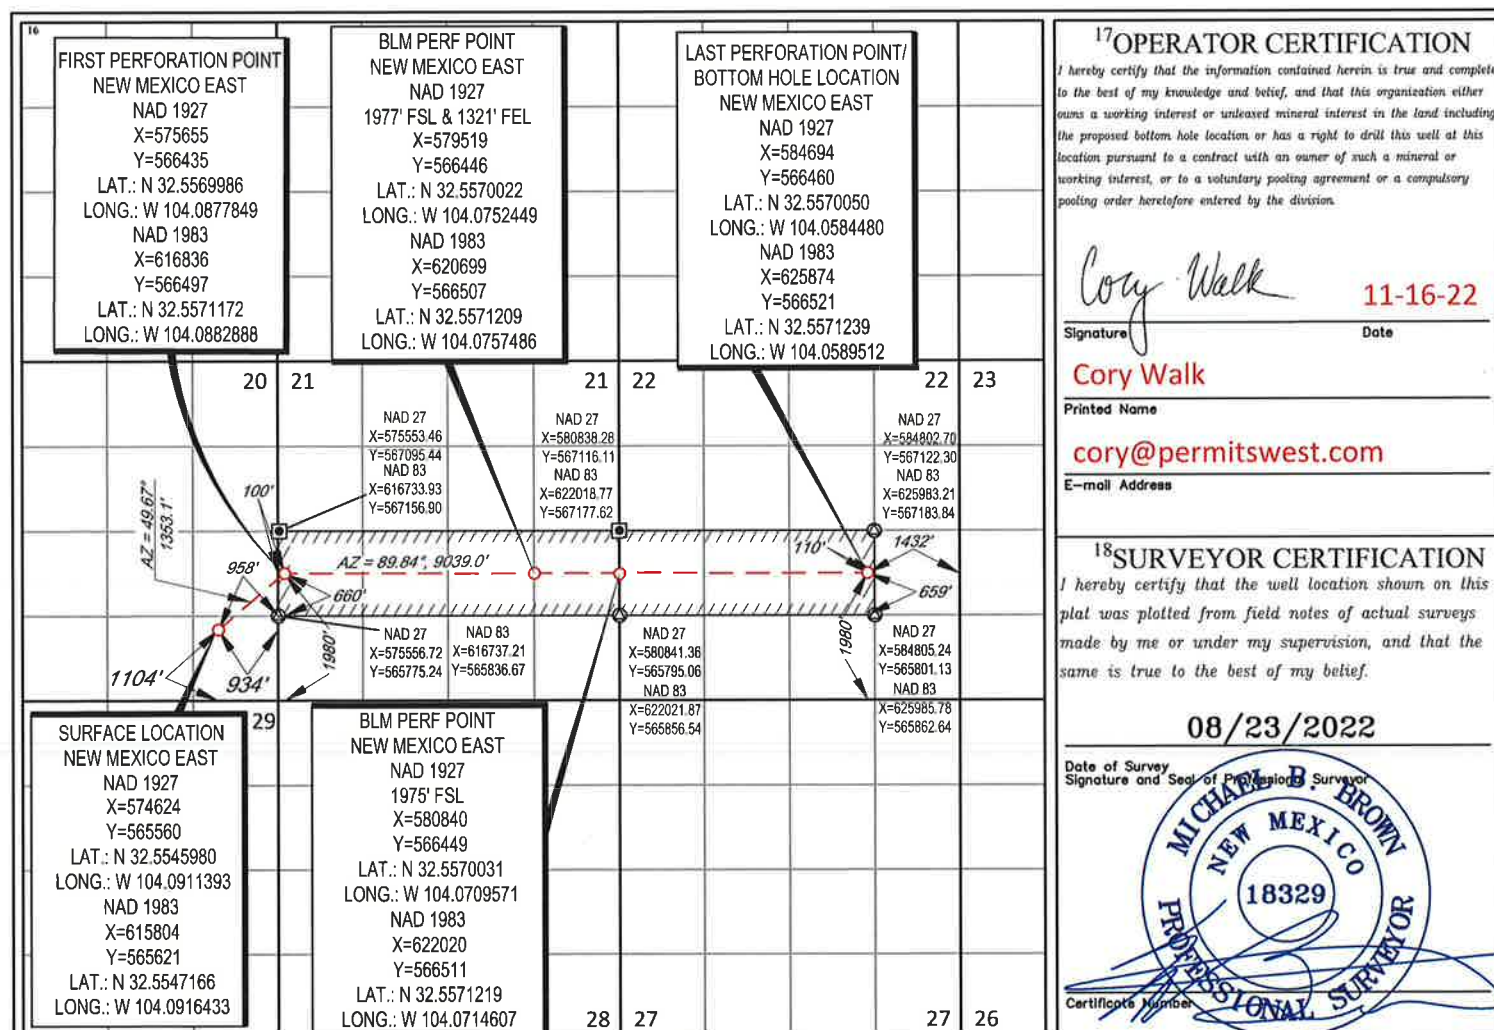 16
FIRST PERFORATION POINT
NEW MEXICO EAST
NAD 1927
X=575655
Y=566435
LAT.: N 32.5569986
LONG.: W 104.0877849
NAD 1983
X=616836
Y=566497
LAT.: N 32.5571172
LONG.: W 104.0882888
BLM PERF POINT
NEW MEXICO EAST
NAD 1927
1977' FSL & 1321' FEL
X=579519
Y=566446
LAT.: N 32.5570022
LONG.: W 104.0752449
NAD 1983
X=620699
Y=566507
LAT.: N 32.5571209
LONG.: W 104.0757486
LAST PERFORATION POINT/
BOTTOM HOLE LOCATION
NEW MEXICO EAST
NAD 1927
X=584694
Y=566460
LAT.: N 32.5570050
LONG.: W 104.0584480
NAD 1983
X=625874
Y=566521
LAT.: N 32.5571239
LONG.: W 104.0589512
20 21
21 22
22 23
NAD 27
X=575553.46
Y=567095.44
NAD 83
X=616733.93
Y=567156.90
NAD 27
X=580838.28
Y=567116.11
NAD 83
X=622018.77
Y=567177.62
NAD 27
X=584802.70
Y=567122.30
NAD 83
X=625983.21
Y=567183.84
AZ = 49.67°
1353.1'
100'
958'
AZ = 89.84°, 9039.0'
660'
110'
1432'
659'
1980'
1980'
1104'
934'
NAD 27
X=575556.72
Y=565775.24
NAD 83
X=616737.21
Y=565836.67
NAD 27
X=580841.36
Y=565795.06
NAD 83
X=622021.87
Y=565856.54
NAD 27
X=584805.24
Y=565801.13
NAD 83
X=625985.78
Y=565862.64
29
SURFACE LOCATION
NEW MEXICO EAST
NAD 1927
X=574624
Y=565560
LAT.: N 32.5545980
LONG.: W 104.0911393
NAD 1983
X=615804
Y=565621
LAT.: N 32.5547166
LONG.: W 104.0916433
BLM PERF POINT
NEW MEXICO EAST
NAD 1927
1975' FSL
X=580840
Y=566449
LAT.: N 32.5570031
LONG.: W 104.0709571
NAD 1983
X=622020
Y=566511
LAT.: N 32.5571219
LONG.: W 104.0714607
28 27
27 26
17 OPERATOR CERTIFICATION
I hereby certify that the information contained herein is true and complete
to the best of my knowledge and belief, and that this organization either
owns a working interest or unleased mineral interest in the land including
the proposed bottom hole location or has a right to drill this well at this
location pursuant to a contract with an owner of such a mineral or
working interest, or to a voluntary pooling agreement or a compulsory
pooling order heretofore entered by the division.
Cory Walk
11-16-22
Signature Date
Cory Walk
Printed Name
cory@permitswest.com
E-mail Address
18 SURVEYOR CERTIFICATION
I hereby certify that the well location shown on this
plat was plotted from field notes of actual surveys
made by me or under my supervision, and that the
same is true to the best of my belief.
08/23/2022
Date of Survey
Signature and Seal of Professional Surveyor
MICHAEL B. BROWN
NEW MEXICO
18329
PROFESSIONAL SURVEYOR
Certificate Number